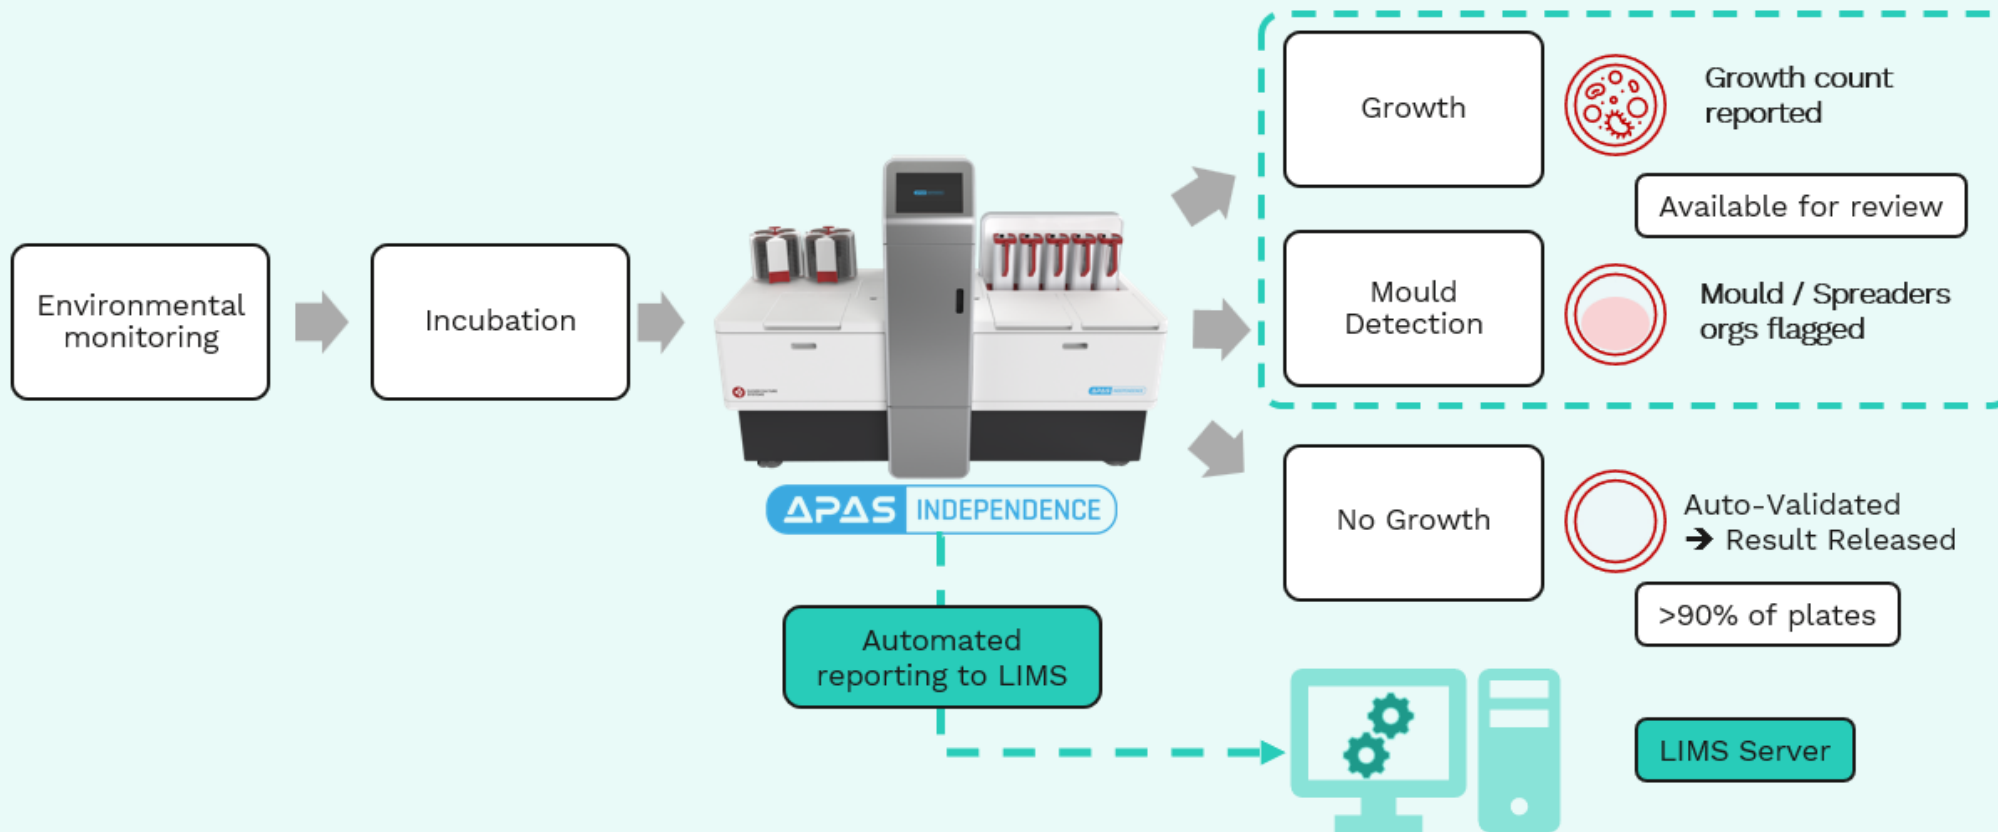 Environmental
monitoring
Incubation
APAS INDEPENDENCE
Automated
reporting to LIMS
Growth
Growth count
reported
Available for review
Mould
Detection
Mould / Spreaders
orgs flagged
No Growth
Auto-Validated
➔ Result Released
>90% of plates
LIMS Server